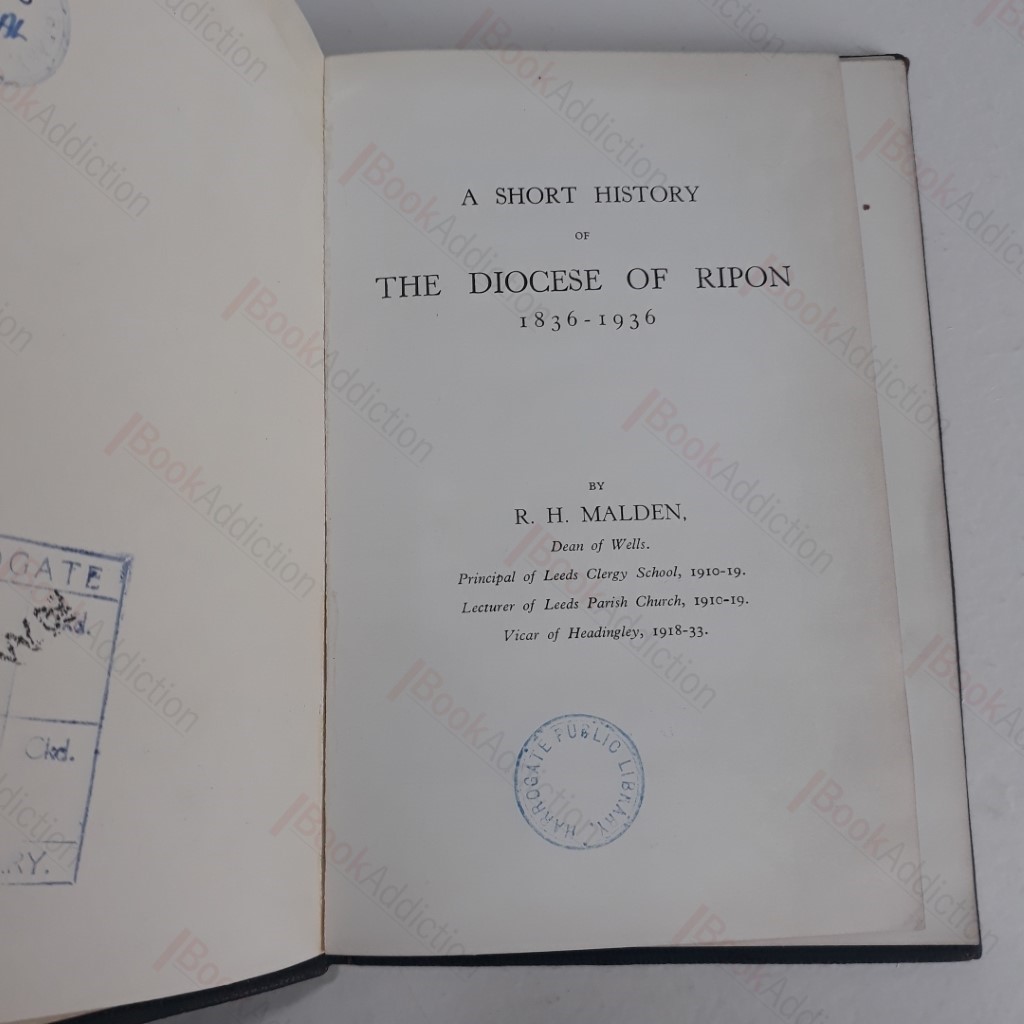 A SHORT HISTORY
OF
THE DIOCESE OF RIPON
1836-1936
BY
R. H. MALDEN,
Dean of Wells.
Principal of Leeds Clergy School, 1910-19.
Lecturer of Leeds Parish Church, 1910-19.
Vicar of Headingley, 1918-33.
HARROGATE PUBLIC LIBRARY.
OGATE
Ckd.
RY.
BookAddiction